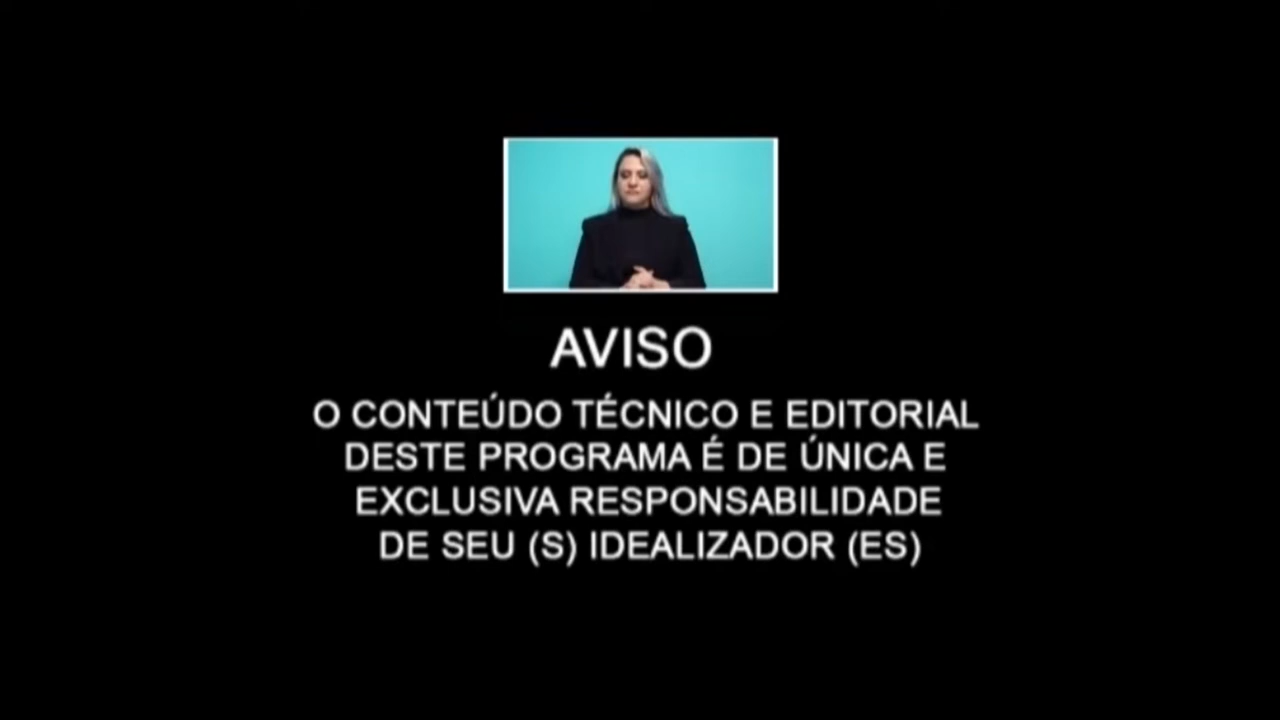 AVISO
O CONTEÚDO TÉCNICO E EDITORIAL
DESTE PROGRAMA É DE ÚNICA E
EXCLUSIVA RESPONSABILIDADE
DE SEU (S) IDEALIZADOR (ES)